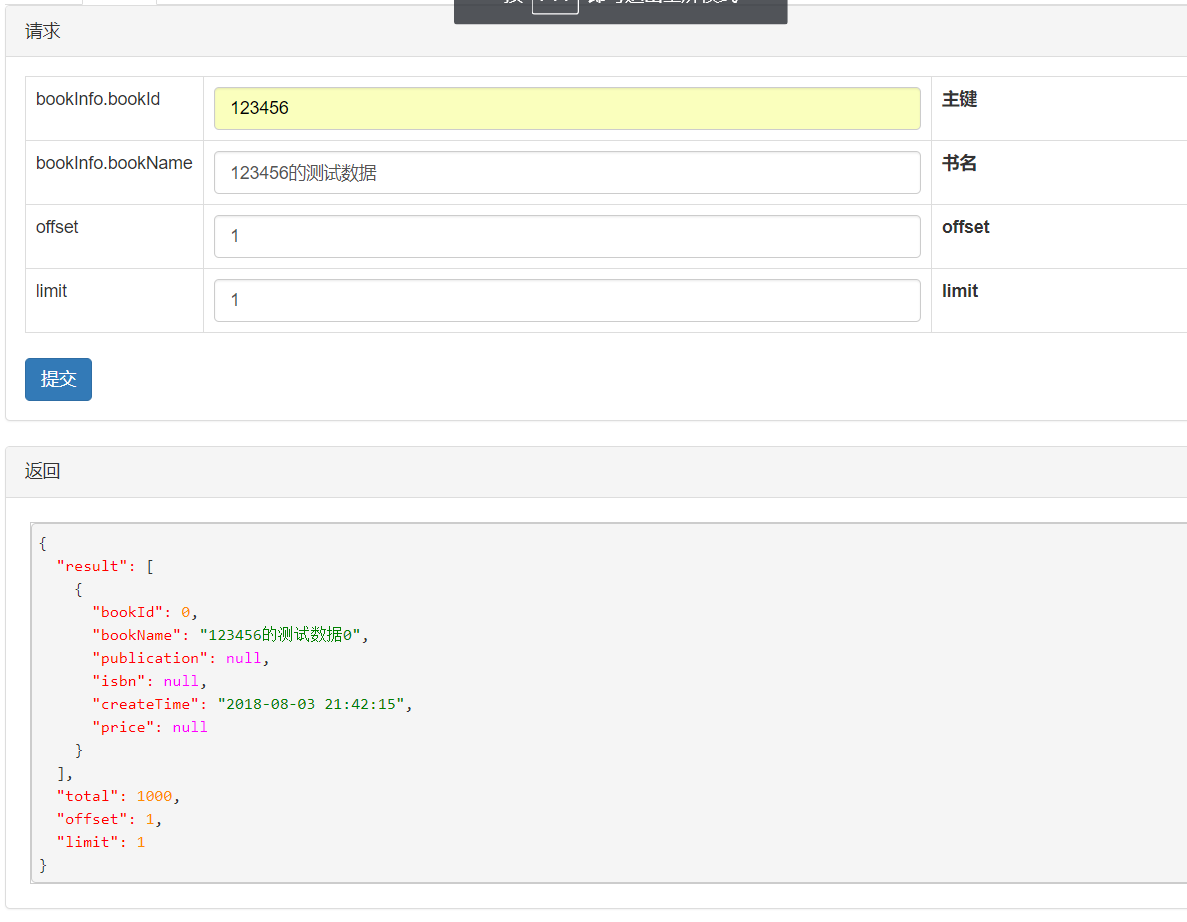 请求
bookInfo.bookId 123456 主键
bookInfo.bookName 123456的测试数据 书名
offset 1 offset
limit 1 limit
提交
返回
{
"result": [
{
"bookId": 0,
"bookName": "123456的测试数据0",
"publication": null,
"isbn": null,
"createTime": "2018-08-03 21:42:15",
"price": null
}
],
"total": 1000,
"offset": 1,
"limit": 1
}